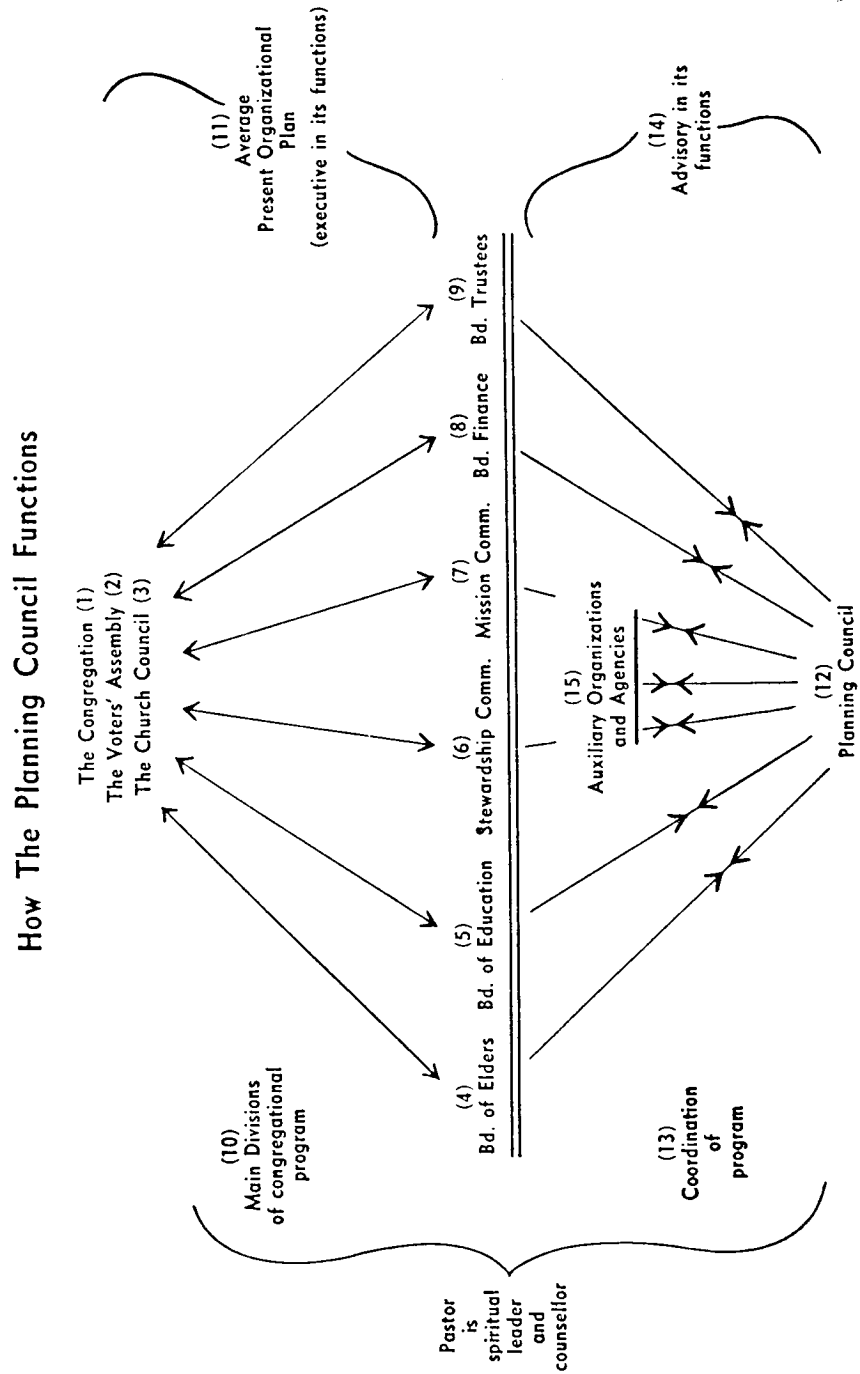 How The Planning Council Functions
The Congregation (1)
The Voters' Assembly (2)
The Church Council (3)
(10)
Main Divisions
of congregational
program
(11)
Average
Present Organizational
Plan
(executive in its functions)
(4)
Bd. of Elders
(5)
Bd. of Education
(6)
Stewardship Comm.
(7)
Mission Comm.
(8)
Bd. Finance
(9)
Bd. Trustees
Pastor
is
spiritual
leader
and
counsellor
(13)
Coordination
of
program
(15)
Auxiliary Organizations
and Agencies
(14)
Advisory in its
functions
(12)
Planning Council